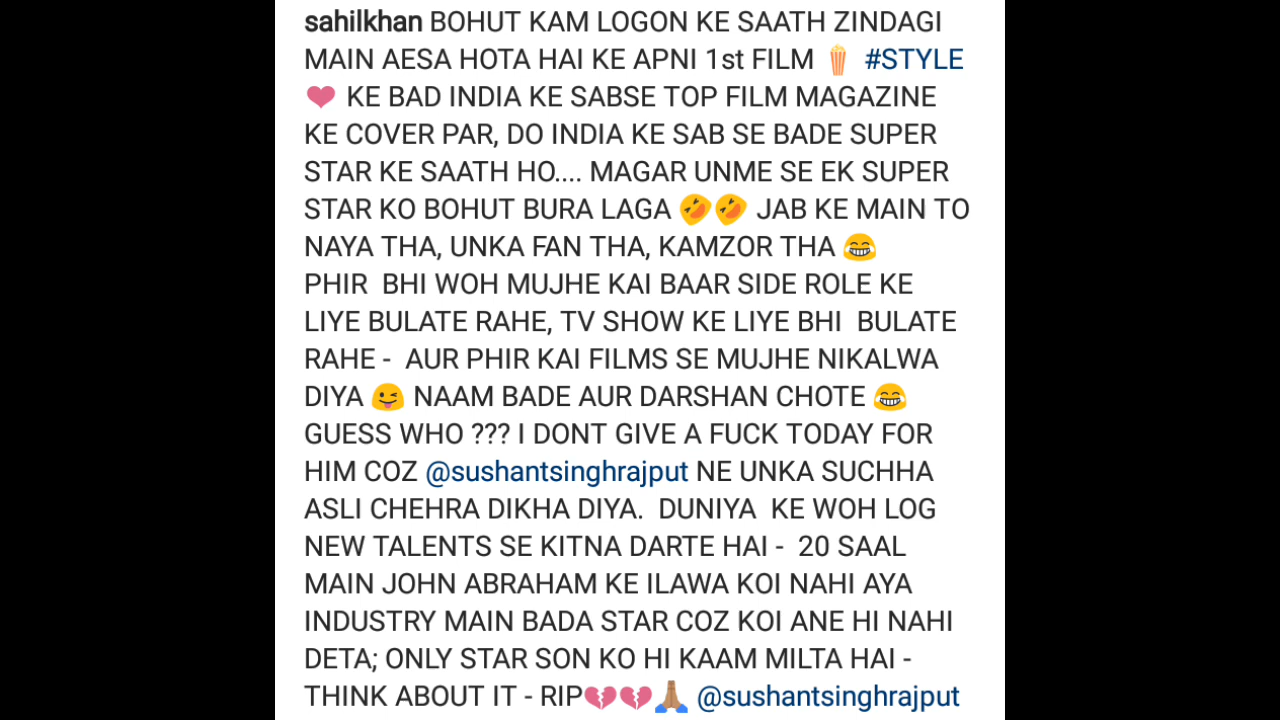 sahilkhan BOHUT KAM LOGON KE SAATH ZINDAGI
MAIN AESA HOTA HAI KE APNI 1st FILM 🍿 #STYLE
❤ KE BAD INDIA KE SABSE TOP FILM MAGAZINE
KE COVER PAR, DO INDIA KE SAB SE BADE SUPER
STAR KE SAATH HO.... MAGAR UNME SE EK SUPER
STAR KO BOHUT BURA LAGA 🤣🤣 JAB KE MAIN TO
NAYA THA, UNKA FAN THA, KAMZOR THA 😂
PHIR  BHI WOH MUJHE KAI BAAR SIDE ROLE KE
LIYE BULATE RAHE, TV SHOW KE LIYE BHI  BULATE
RAHE -  AUR PHIR KAI FILMS SE MUJHE NIKALWA
DIYA 😜 NAAM BADE AUR DARSHAN CHOTE 😂
GUESS WHO ??? I DONT GIVE A FUCK TODAY FOR
HIM COZ @sushantsinghrajput NE UNKA SUCHHA
ASLI CHEHRA DIKHA DIYA.  DUNIYA  KE WOH LOG
NEW TALENTS SE KITNA DARTE HAI -  20 SAAL
MAIN JOHN ABRAHAM KE ILAWA KOI NAHI AYA
INDUSTRY MAIN BADA STAR COZ KOI ANE HI NAHI
DETA; ONLY STAR SON KO HI KAAM MILTA HAI -
THINK ABOUT IT - RIP💔💔🙏🏽 @sushantsinghrajput